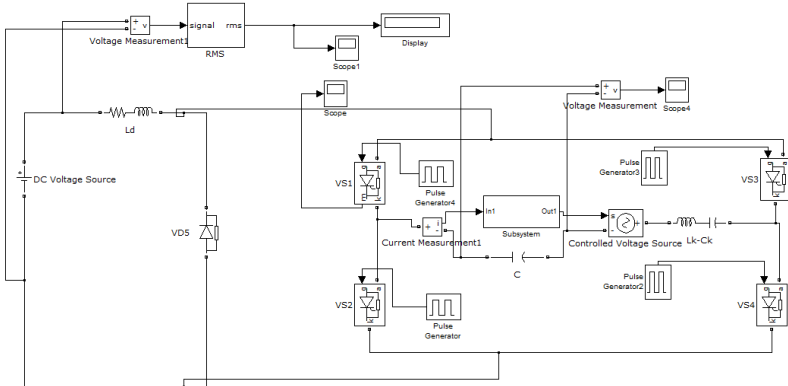 signal rms
+
-
v
Voltage Measurement1
RMS
Display
Scope1
Scope
+
-
v
Voltage Measurement
Scope4
Ld
+
DC Voltage Source
VD5
g a
VS1
m k
Pulse
Generator4
Pulse
Generator3
g a
VS3
k
In1 Out1
Subsystem
+ i
-
Current Measurement1
s
+
-
Controlled Voltage Source
Lk-Ck
C
g a
VS2
k
Pulse
Generator
Pulse
Generator2
g a
VS4
k